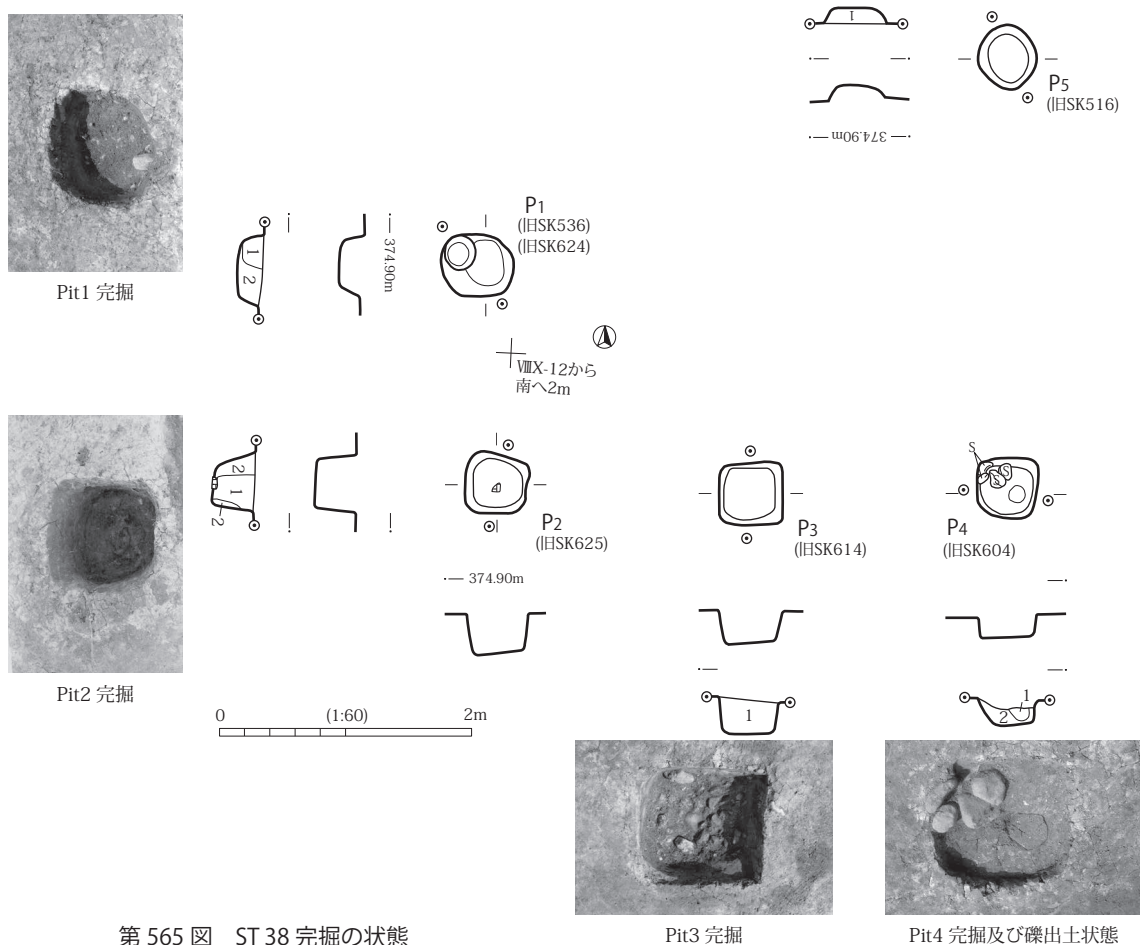 1
P5
(旧SK516)
374.90m
P1
(旧SK536)
(旧SK624)
1
2
374.90m
Pit1 完掘
ⅧX-12から
南へ2m
2
1
2
P2
(旧SK625)
P3
(旧SK614)
S
S
S
P4
(旧SK604)
374.90m
1
1
2
Pit2 完掘
0 (1:60) 2m
第 565 図 ST 38 完掘の状態
Pit3 完掘
Pit4 完掘及び礫出土状態